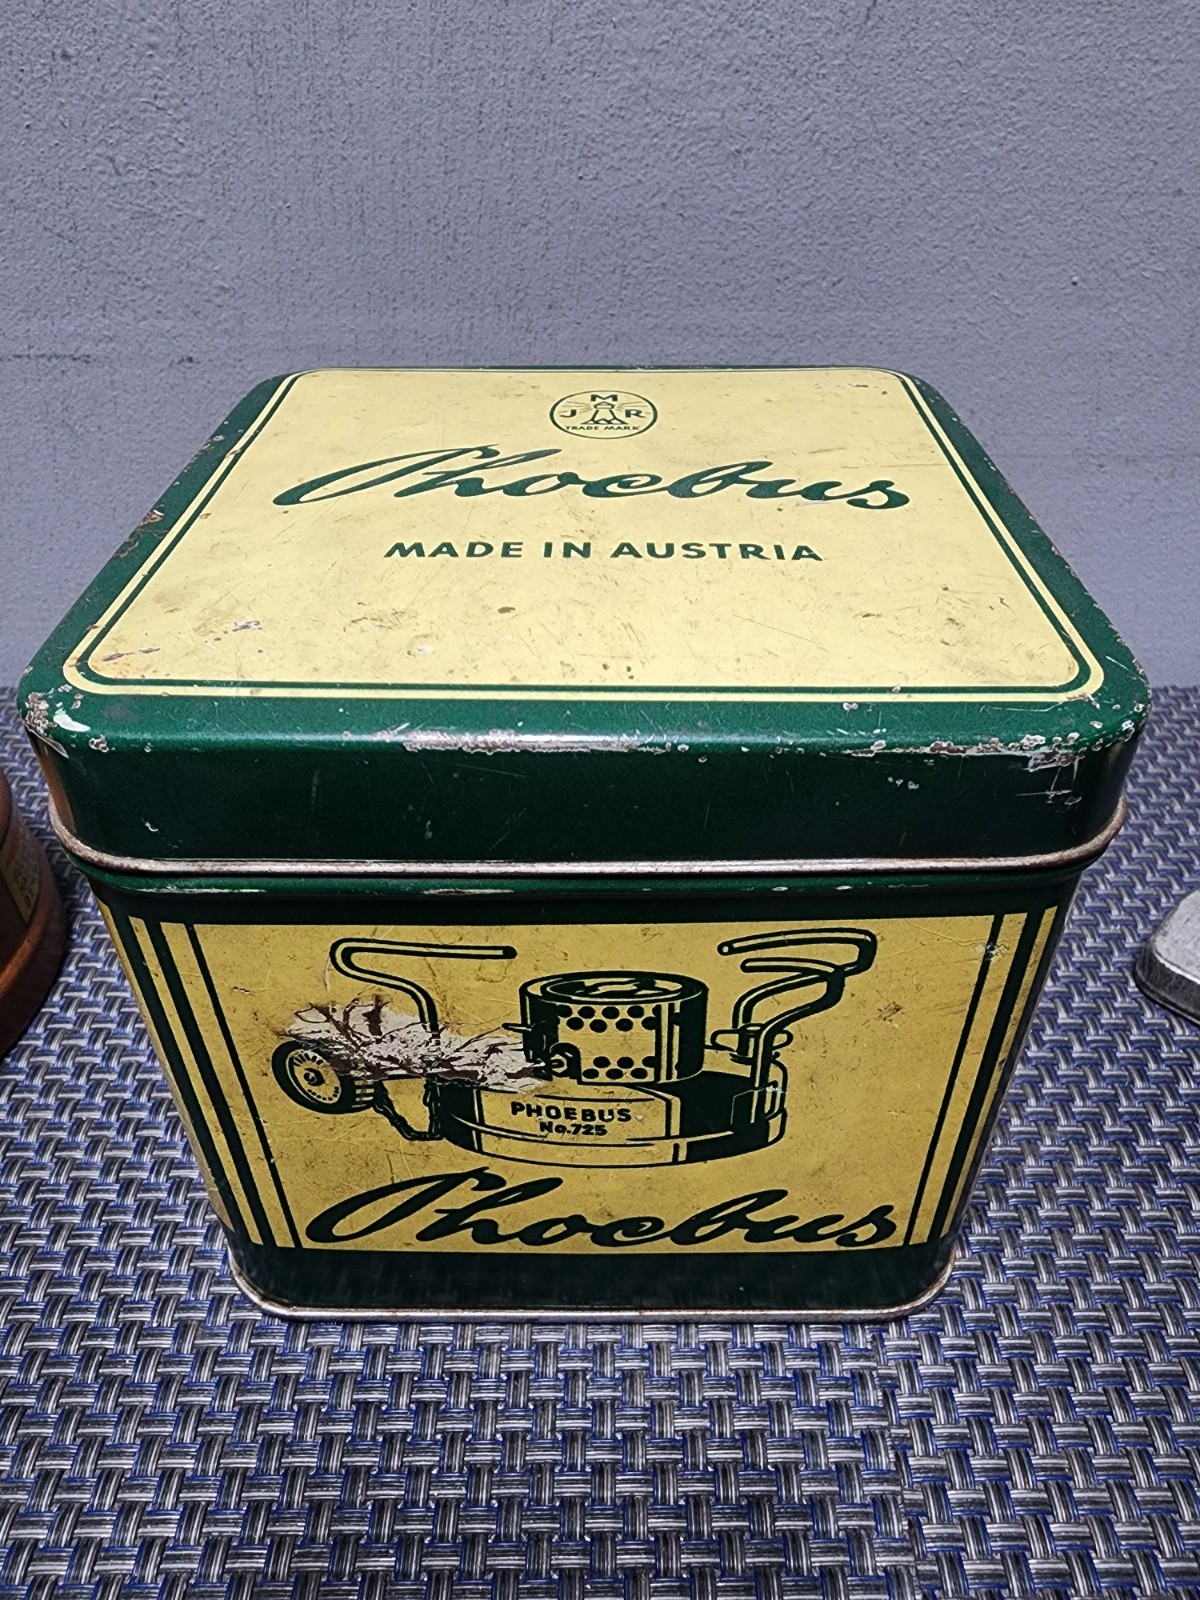 M
J R
TRADE MARK
Phoebus
MADE IN AUSTRIA
PHOEBUS
No.725
Phoebus